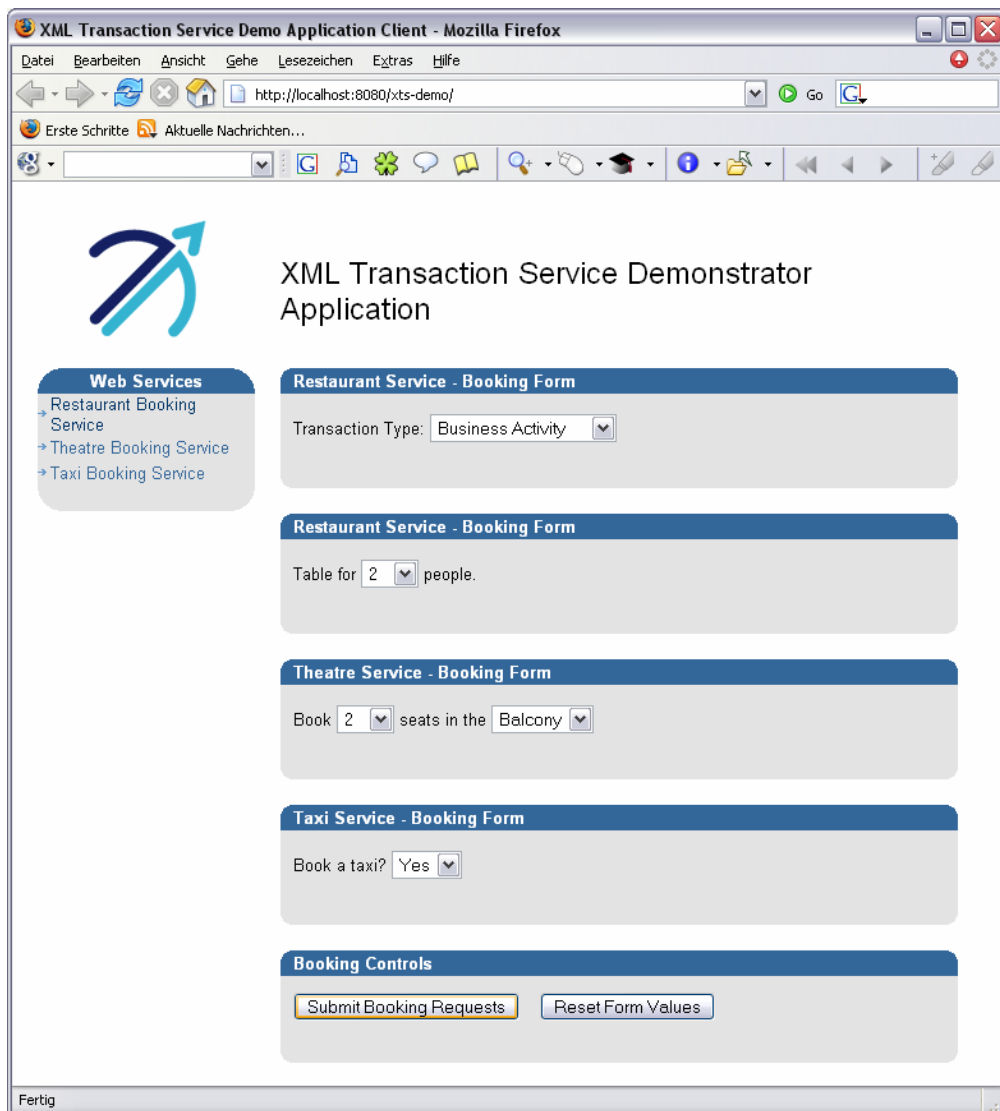 XML Transaction Service Demo Application Client - Mozilla Firefox
Datei Bearbeiten Ansicht Gehe Lesezeichen Extras Hilfe
http://localhost:8080/xts-demo/ Go G
Erste Schritte Aktuelle Nachrichten...
XML Transaction Service Demonstrator
Application
Web Services
Restaurant Booking
Service
Theatre Booking Service
Taxi Booking Service
Restaurant Service - Booking Form
Transaction Type: Business Activity
Restaurant Service - Booking Form
Table for 2 people.
Theatre Service - Booking Form
Book 2 seats in the Balcony
Taxi Service - Booking Form
Book a taxi? Yes
Booking Controls
Submit Booking Requests Reset Form Values
Fertig